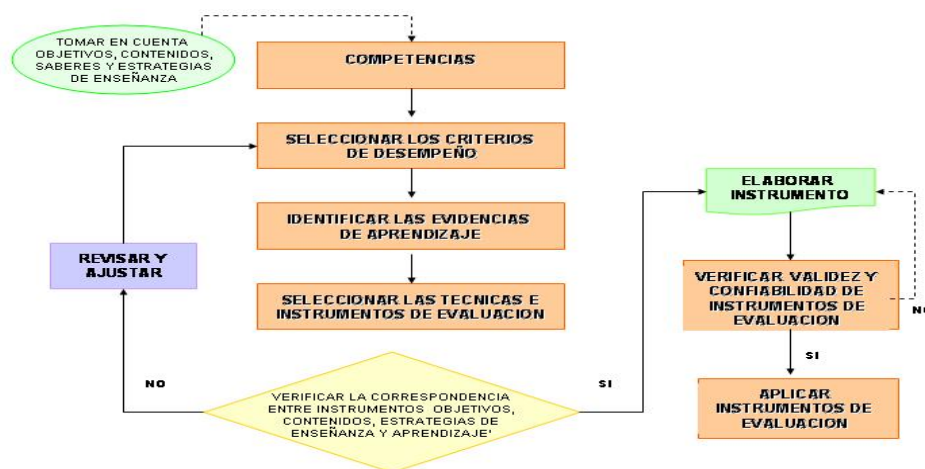 TOMAR EN CUENTA
OBJETIVOS, CONTENIDOS,
SABERES Y ESTRATEGIAS
DE ENSEÑANZA
COMPETENCIAS
SELECCIONAR LOS CRITERIOS
DE DESEMPEÑO
IDENTIFICAR LAS EVIDENCIAS
DE APRENDIZAJE
SELECCIONAR LAS TECNICAS E
INSTRUMENTOS DE EVALUACION
REVISAR Y
AJUSTAR
NO
VERIFICAR LA CORRESPONDENCIA
ENTRE INSTRUMENTOS OBJETIVOS,
CONTENIDOS, ESTRATEGIAS DE
ENSEÑANZA Y APRENDIZAJE'
SI
ELABORAR
INSTRUMENTO
VERIFICAR VALIDEZ Y
CONFIABILIDAD DE
INSTRUMENTOS DE
EVALUACION
NO
SI
APLICAR
INSTRUMENTOS DE
EVALUACION